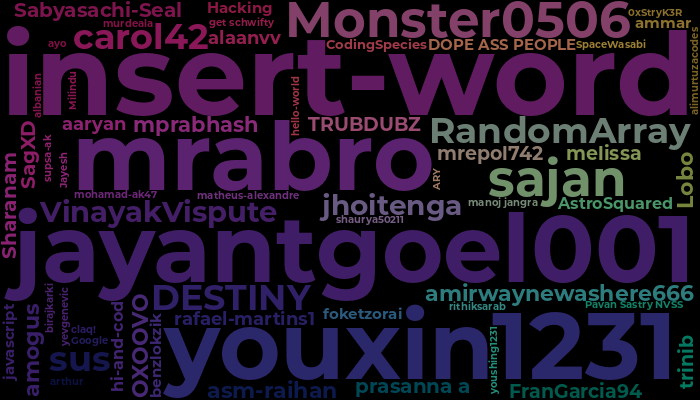 Sabyasachi-Seal
Hacking
Monster0506
0xStryK3R
murdeala
get schwifty
ammar
ayo
carol42
alaanvv
CodingSpecies
DOPE ASS PEOPLE
SpaceWasabi
insert-word
albanian
Miindu
hello-world
alimurtuzacodes
aaryan
mprabhash
TRUBDUBZ
RandomArray
SagXD
supsa-ak
Jayesh
mrabro
mrepol742
melissa
Sharanam
ARY
sajan
Lobo
mohamad-ak47
matheus-alexandre
jhoitenga
manoj jangra
AstroSquared
VinayakVispute
shaurya50211
jayantgoel001
DESTINY
amirwaynewashere666
javascript
amogus
birajkarki
yevgenevic
hi-and-cod
OXOOVO
benzlokzik
rafael-martins1
foketzorai
rithiksarab
Pavan Sastry NVSS
claq!
Google
youxin1231
youshing1231
trinib
sus
arthur
asm-raihan
prasanna a
FranGarcia94